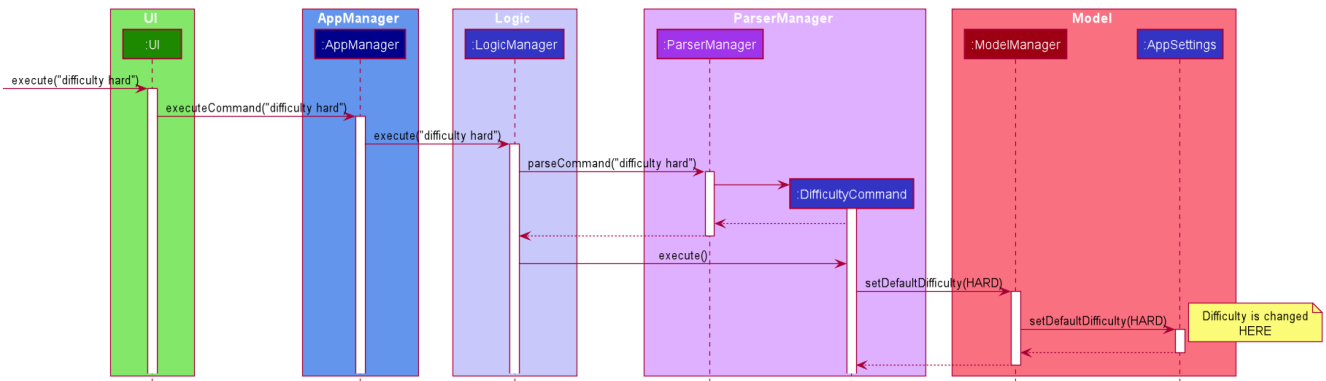 UI
AppManager
Logic
ParserManager
Model
:UI
:AppManager
:LogicManager
:ParserManager
:ModelManager
:AppSettings
execute("difficulty hard")
executeCommand("difficulty hard")
execute("difficulty hard")
parseCommand("difficulty hard")
:DifficultyCommand
execute()
setDefaultDifficulty(HARD)
setDefaultDifficulty(HARD)
Difficulty is changed
HERE